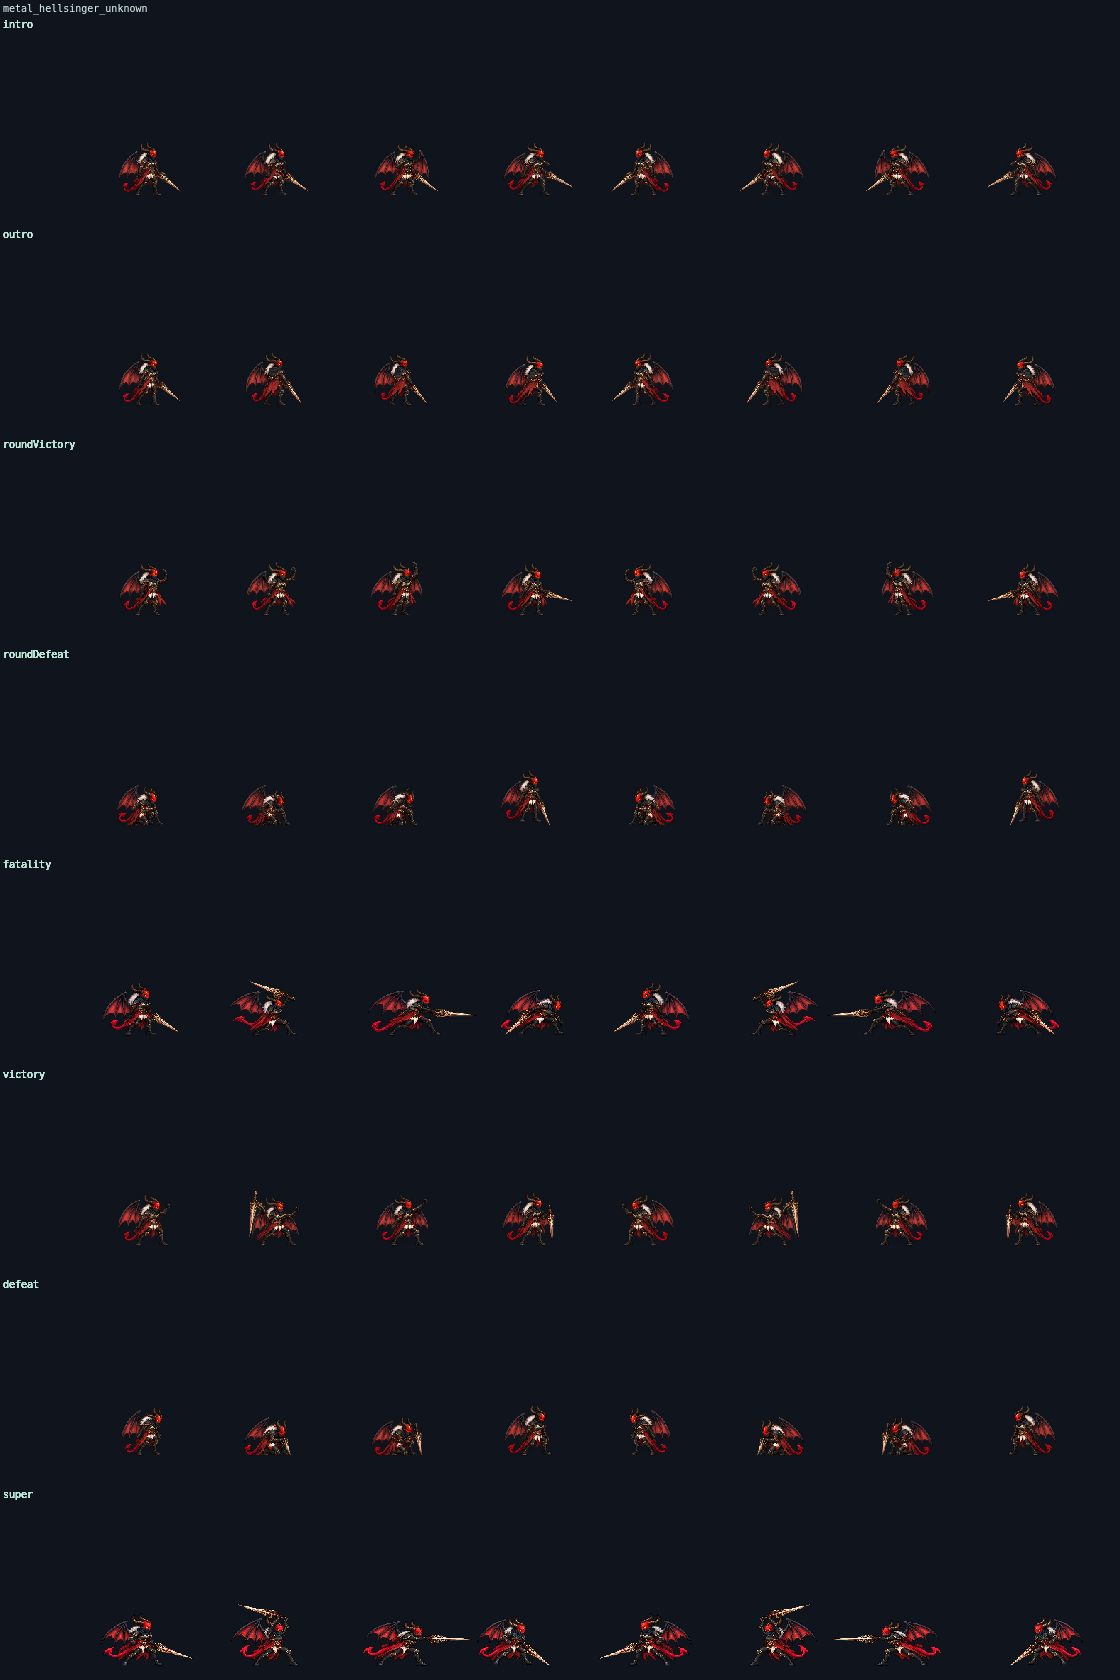 metal_hellsinger_unknown
intro
outro
roundVictory
roundDefeat
fatality
victory
defeat
super